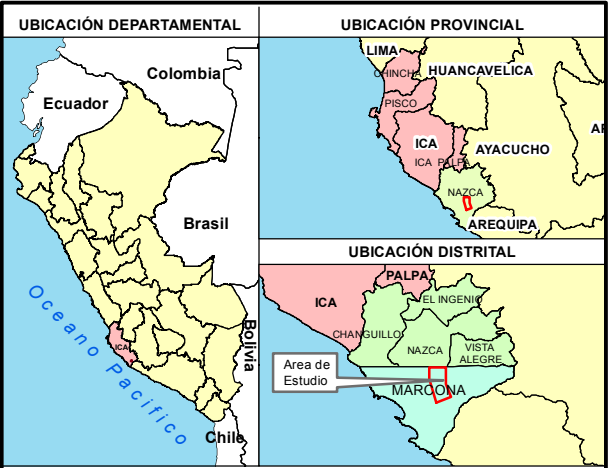 UBICACIÓN DEPARTAMENTAL
Colombia
Ecuador
Brasil
Oceano Pacífico
ICA
Bolivia
Chile
UBICACIÓN PROVINCIAL
LIMA
CHINCHA
HUANCAVELICA
PISCO
ICA
ICA
PALPA
AYACUCHO
NAZCA
AREQUIPA
UBICACIÓN DISTRITAL
PALPA
ICA
EL INGENIO
CHANGUILLO
NAZCA
VISTA
ALEGRE
Area de
Estudio
MARCONA